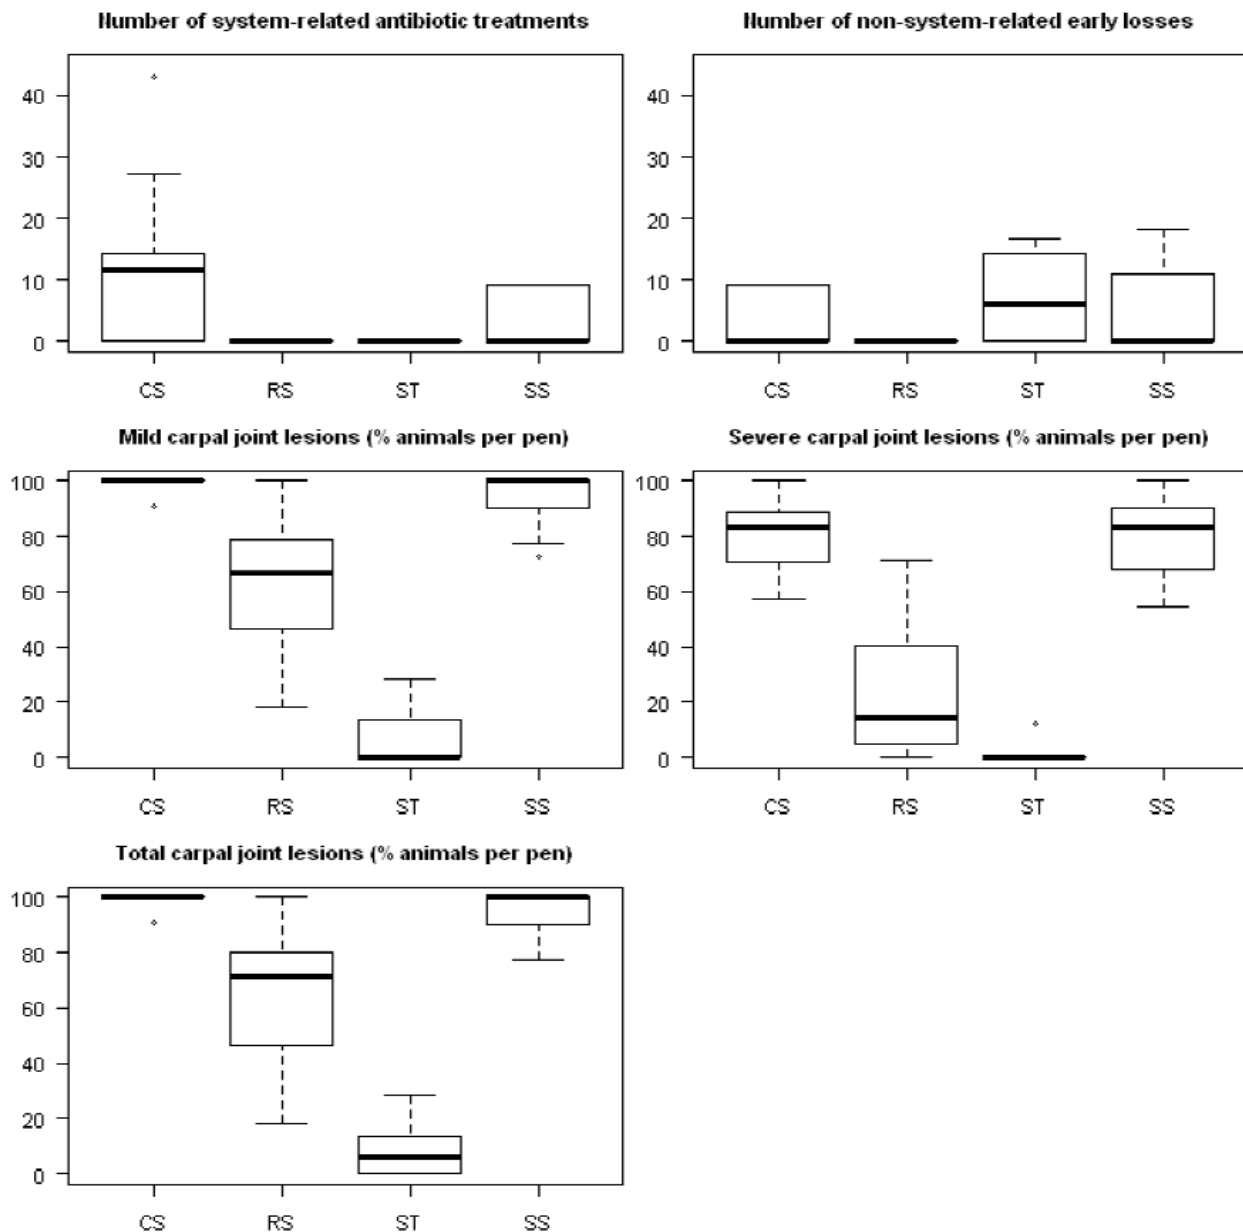 Number of system-related antibiotic treatments
40
30
20
10
0
CS RS ST SS
Number of non-system-related early losses
40
30
20
10
0
CS RS ST SS
Mild carpal joint lesions (% animals per pen)
100
80
60
40
20
0
CS RS ST SS
Severe carpal joint lesions (% animals per pen)
100
80
60
40
20
0
CS RS ST SS
Total carpal joint lesions (% animals per pen)
100
80
60
40
20
0
CS RS ST SS